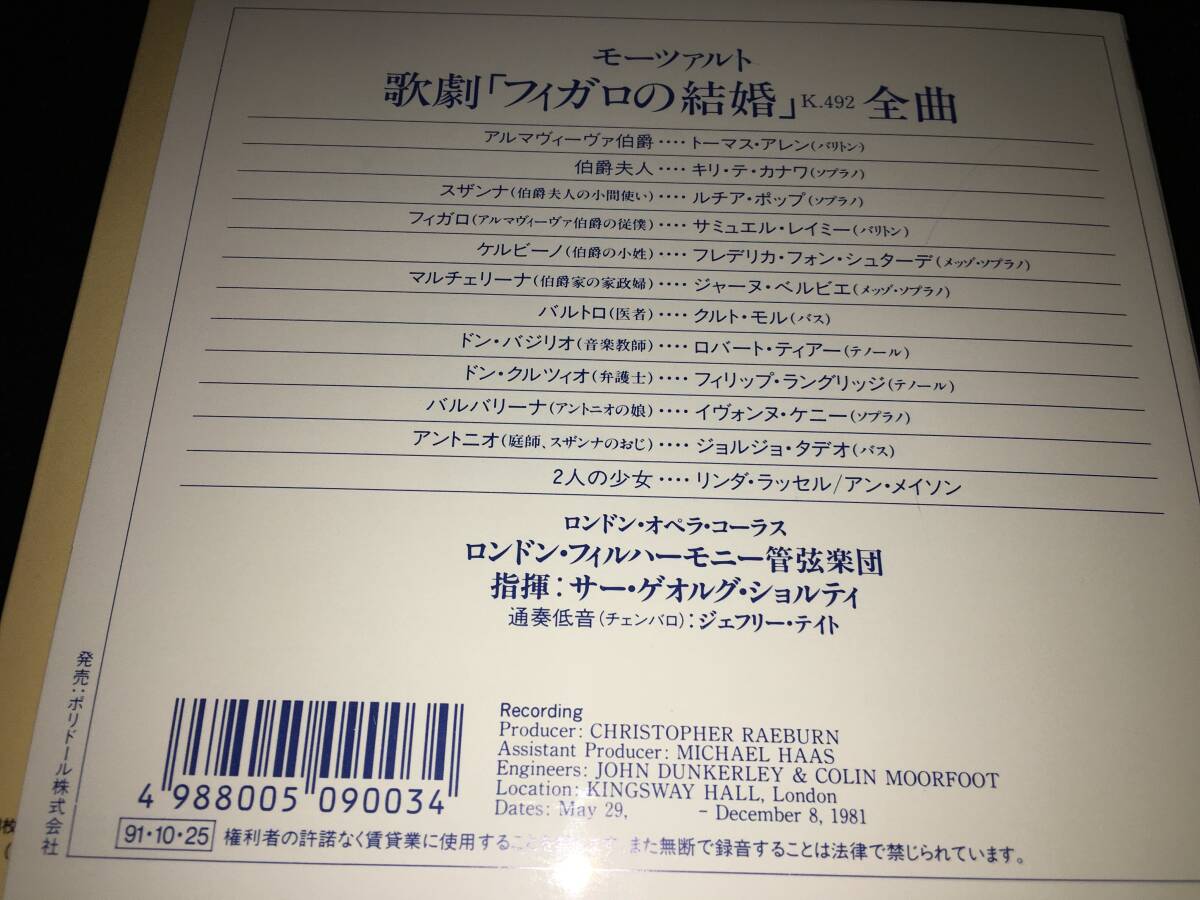 モーツァルト
歌劇「フィガロの結婚」K.492 全曲
アルマヴィーヴァ伯爵‥‥トーマス・アレン(バリトン)
伯爵夫人‥‥キリ・テ・カナワ(ソプラノ)
スザンナ(伯爵夫人の小間使い)‥‥ルチア・ポップ(ソプラノ)
フィガロ(アルマヴィーヴァ伯爵の従僕)‥‥サミュエル・レイミー(バリトン)
ケルビーノ(伯爵の小姓)‥‥フレデリカ・フォン・シュターデ(メッゾ・ソプラノ)
マルチェリーナ(伯爵家の家政婦)‥‥ジャーヌ・ベルビエ(メッゾ・ソプラノ)
バルトロ(医者)‥‥クルト・モル(バス)
ドン・バジリオ(音楽教師)‥‥ロバート・ティアー(テノール)
ドン・クルツィオ(弁護士)‥‥フィリップ・ラングリッジ(テノール)
バルバリーナ(アントニオの娘)‥‥イヴォンヌ・ケニー(ソプラノ)
アントニオ(庭師、スザンナのおじ)‥‥ジョルジョ・タデオ(バス)
2人の少女‥‥リンダ・ラッセル/アン・メイソン
ロンドン・オペラ・コーラス
ロンドン・フィルハーモニー管弦楽団
指揮:サー・ゲオルグ・ショルティ
通奏低音(チェンバロ):ジェフリー・テイト
発売:ポリドール株式会社
4 988005 090034
Recording
Producer: CHRISTOPHER RAEBURN
Assistant Producer: MICHAEL HAAS
Engineers: JOHN DUNKERLEY & COLIN MOORFOOT
Location: KINGSWAY HALL, London
Dates: May 29, - December 8, 1981
91・10・25 権利者の許諾なく賃貸業に使用することを禁じます。また無断で録音することは法律で禁じられています。